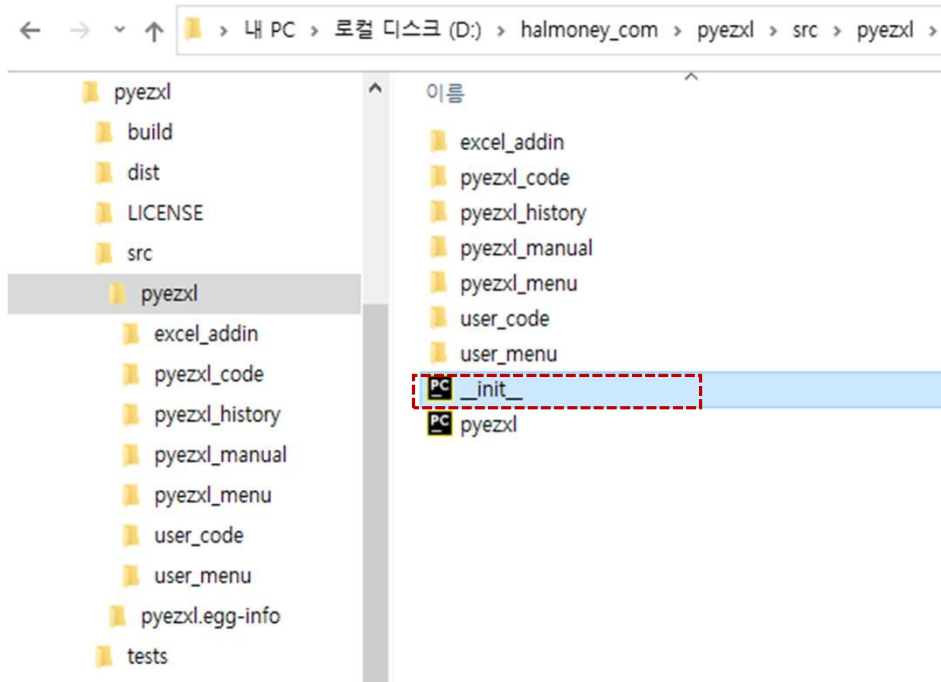 내 PC > 로컬 디스크 (D:) > halmoney_com > pyezxl > src > pyezxl >
pyezxl
build
dist
LICENSE
src
pyezxl
excel_addin
pyezxl_code
pyezxl_history
pyezxl_manual
pyezxl_menu
user_code
user_menu
pyezxl.egg-info
tests
이름
excel_addin
pyezxl_code
pyezxl_history
pyezxl_manual
pyezxl_menu
user_code
user_menu
PC __init__
PC pyezxl